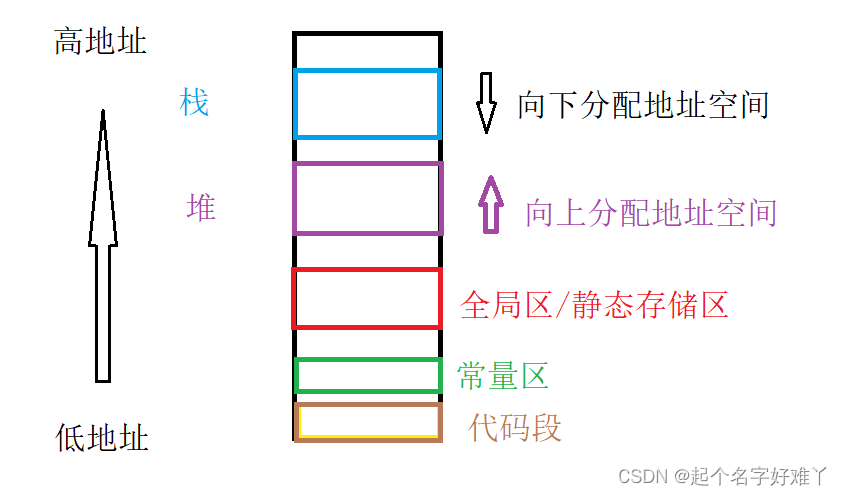 高地址
栈
向下分配地址空间
堆
向上分配地址空间
全局区/静态存储区
常量区
代码段
低地址
CSDN @起个名字好难丫